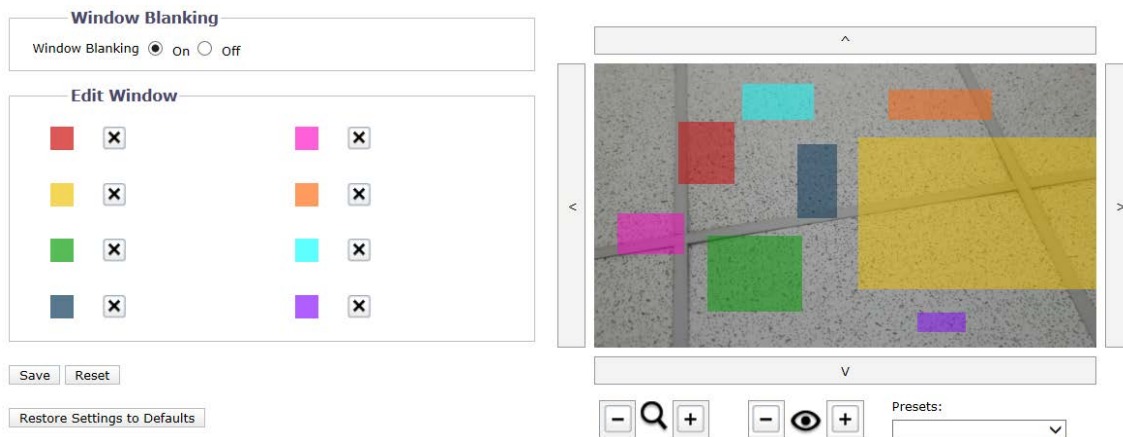 Window Blanking
Window Blanking On Off
Edit Window
Save Reset
Restore Settings to Defaults
^
<
>
v
Presets: